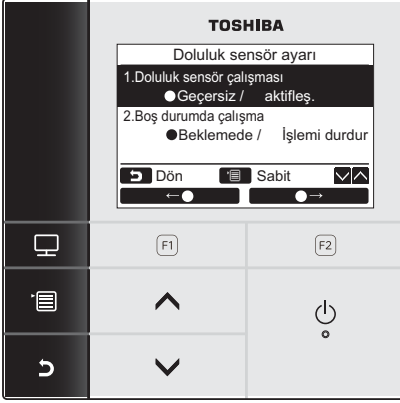 TOSHIBA
Doluluk sensör ayarı
1.Doluluk sensör çalışması
●Geçersiz / aktifleş.
2.Boş durumda çalışma
●Beklemede / İşlemi durdur
Dön Sabit
←● ●→
F1 F2